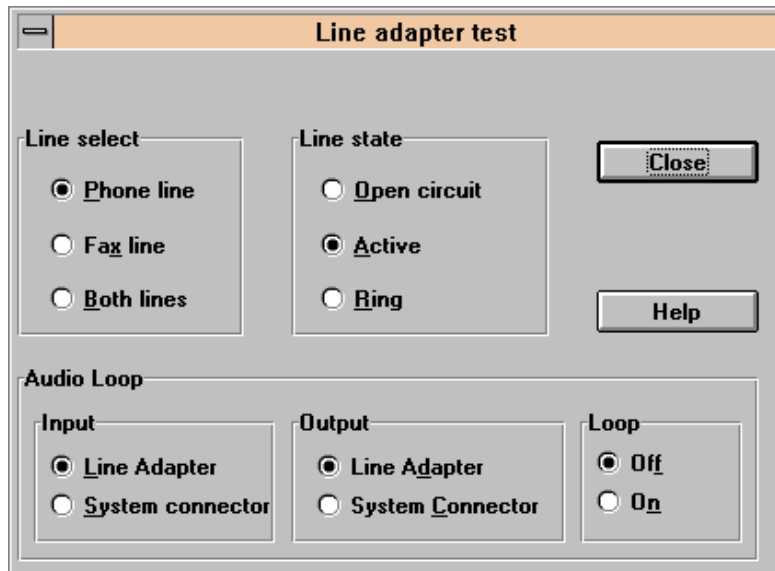 Line adapter test
Line select
Phone line
Fax line
Both lines
Line state
Open circuit
Active
Ring
Close
Help
Audio Loop
Input
Line Adapter
System connector
Output
Line Adapter
System Connector
Loop
Off
On